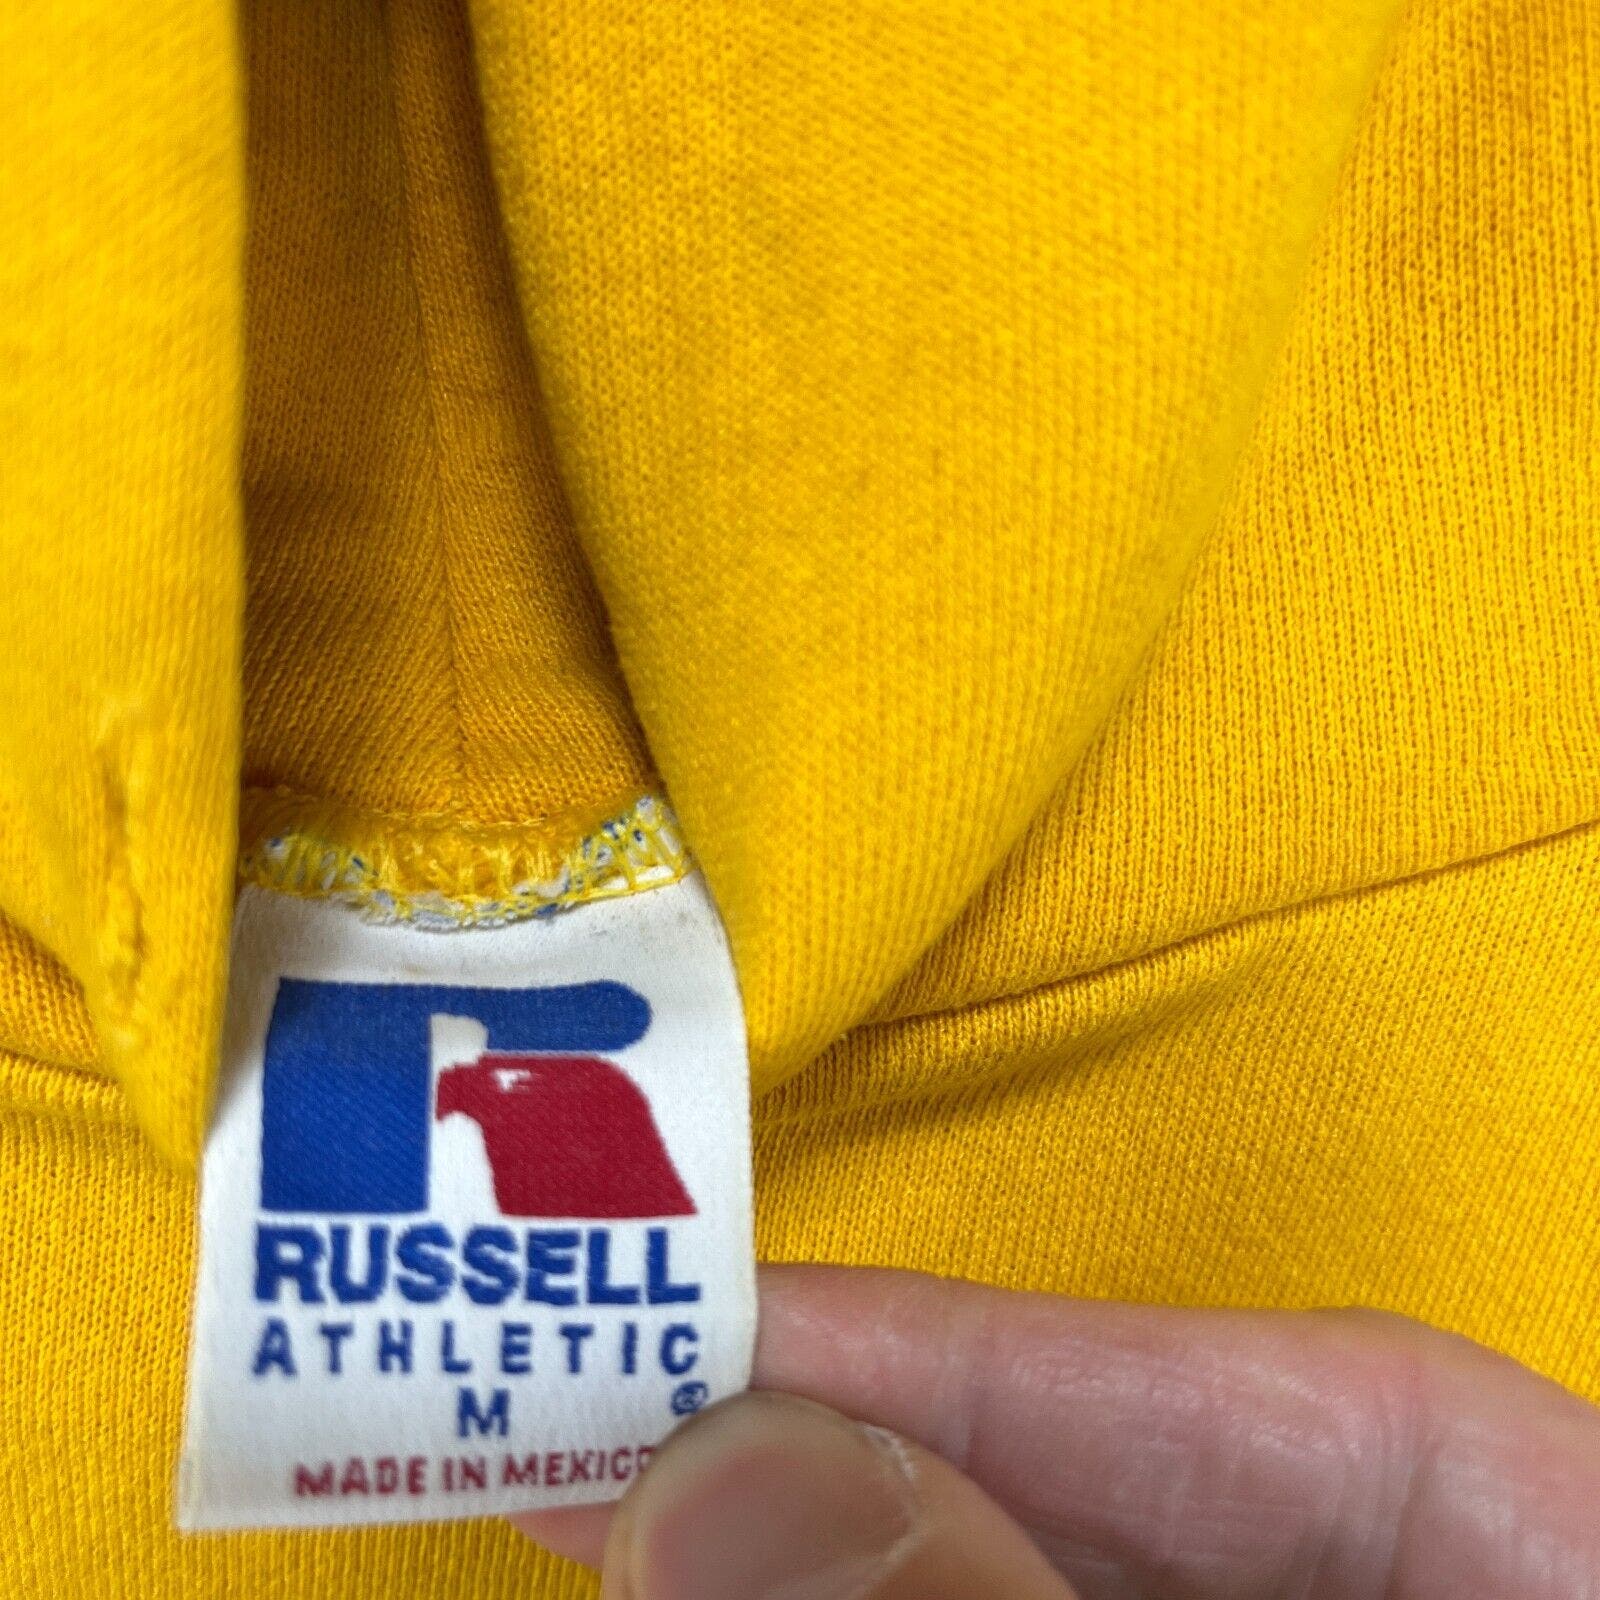 RUSSELL
ATHLETIC
M ®
MADE IN MEXICO